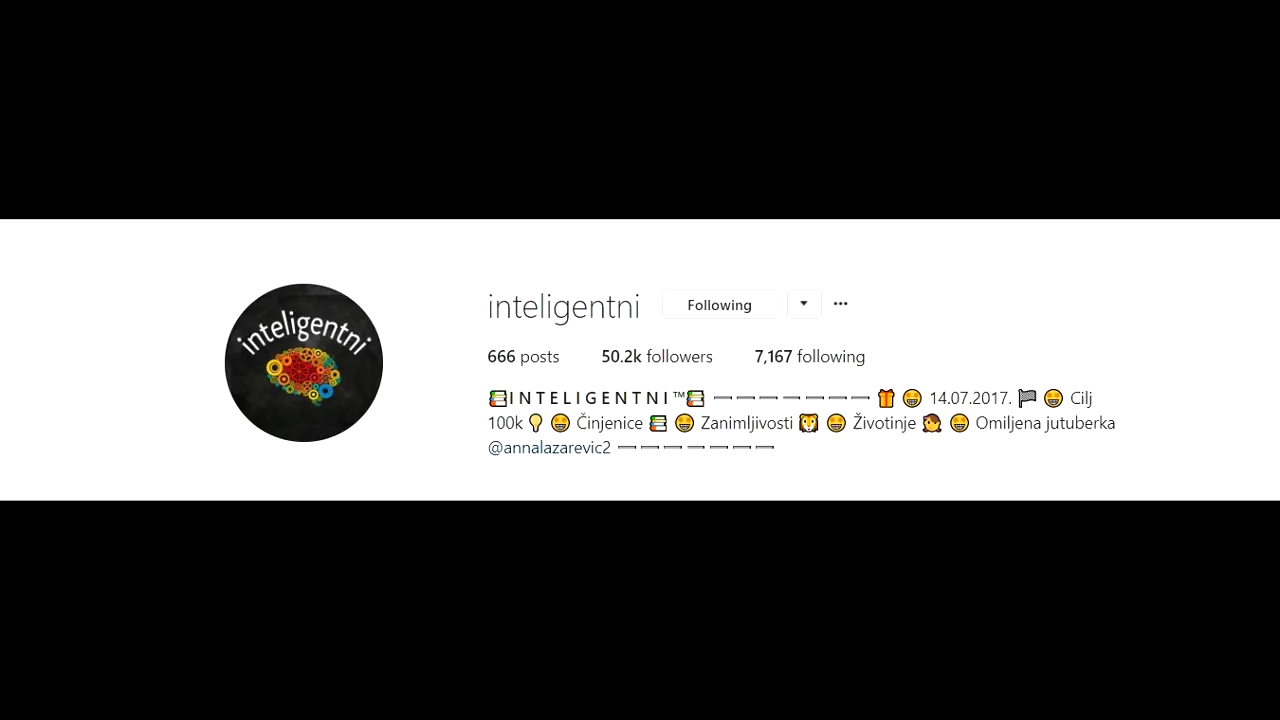 inteligentni
inteligentni Following
666 posts 50.2k followers 7,167 following
📚I N T E L I G E N T N I ™📚 ➖➖➖➖➖➖➖ 🎁 😁 14.07.2017. 🏴 😁 Cilj
100k 💡 😁 Činjenice 📚 😁 Zanimljivosti 🐯 😁 Životinje 👩 😁 Omiljena jutuberka
@annalazarevic2 ➖➖➖➖➖➖➖